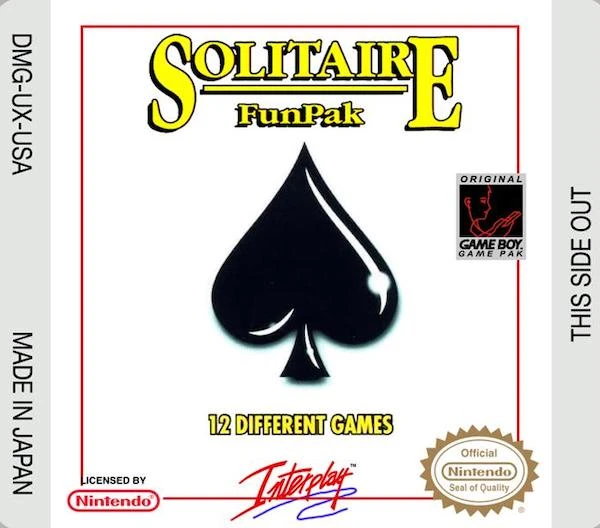 SOLITAIRE
FunPak
DMG-UX-USA
ORIGINAL
GAME BOY.
GAME PAK
THIS SIDE OUT
MADE IN JAPAN
12 DIFFERENT GAMES
LICENSED BY
Nintendo®
Interplay™
Official
Nintendo
Seal of Quality
®